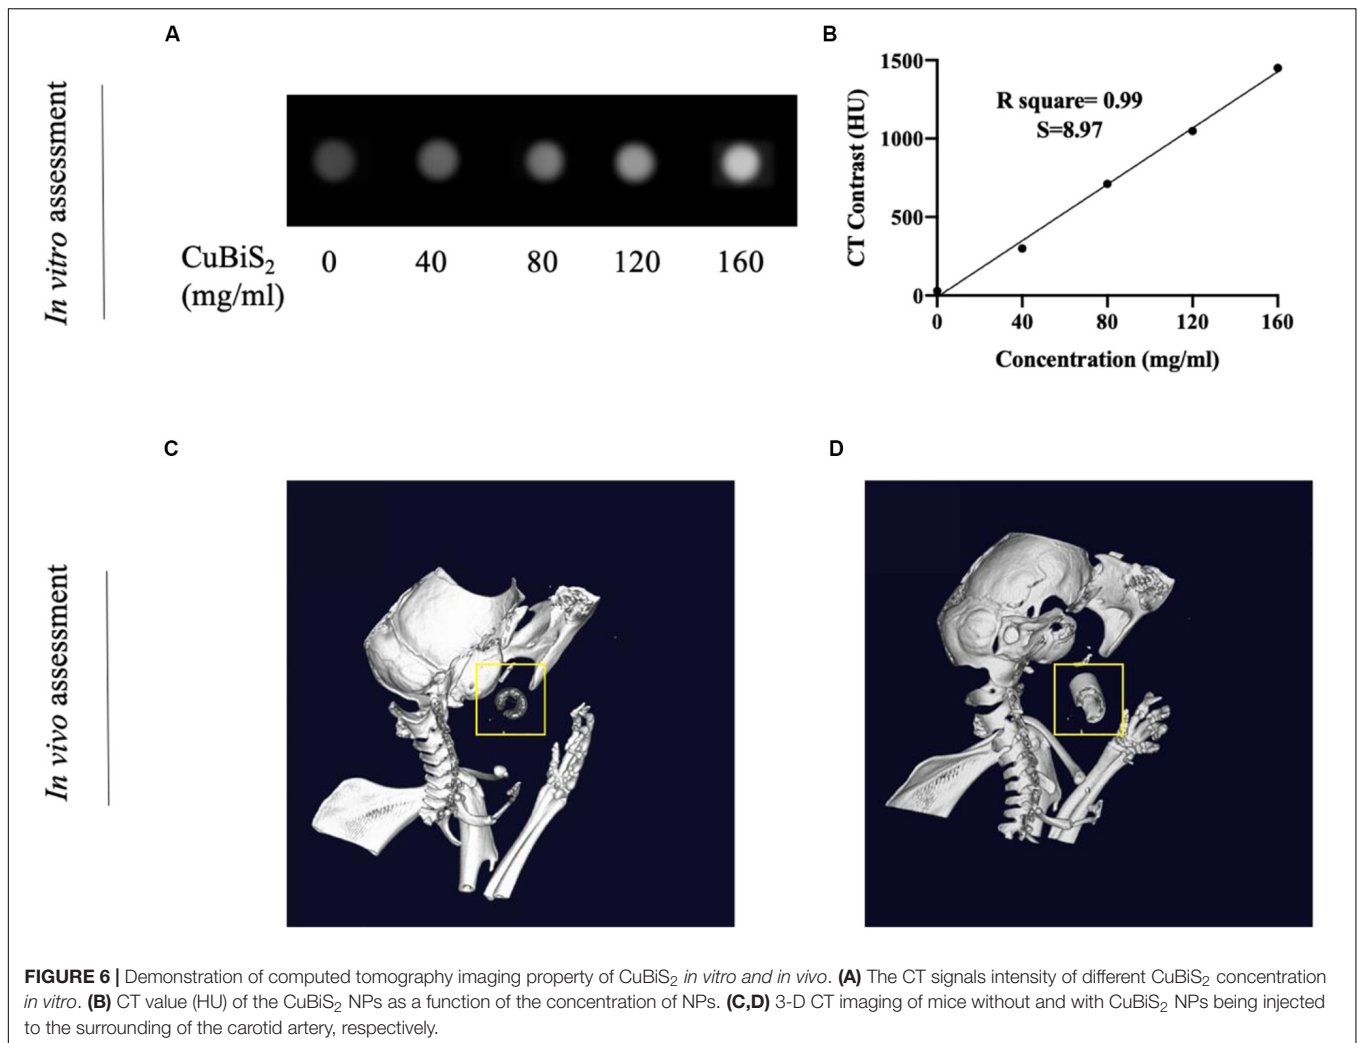 A
In vitro assessment
CuBiS₂ 0 40 80 120 160
(mg/ml)
B
1500
1000
500
0
CT Contrast (HU)
R square= 0.99
S=8.97
0 40 80 120 160
Concentration (mg/ml)
C
D
In vivo assessment
FIGURE 6 | Demonstration of computed tomography imaging property of CuBiS₂ in vitro and in vivo. (A) The CT signals intensity of different CuBiS₂ concentration
in vitro. (B) CT value (HU) of the CuBiS₂ NPs as a function of the concentration of NPs. (C,D) 3-D CT imaging of mice without and with CuBiS₂ NPs being injected
to the surrounding of the carotid artery, respectively.